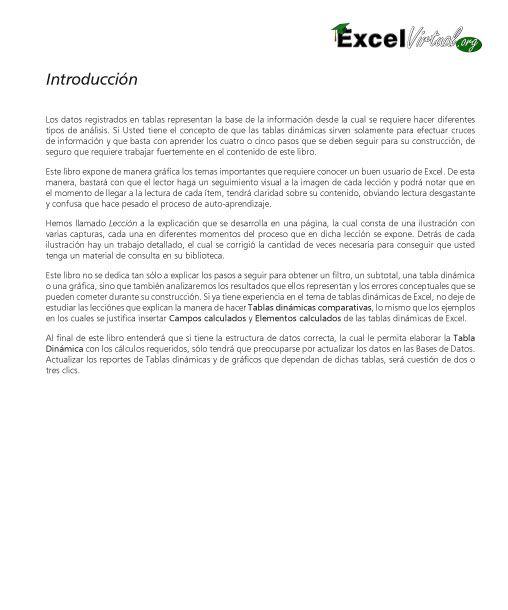 ExcelVirtual.org
Introducción
Los datos registrados en tablas representan la base de la información desde la cual se requiere hacer diferentes
tipos de análisis. Si Usted tiene el concepto de que las tablas dinámicas sirven solamente para efectuar cruces
de información y que basta con aprender los cuatro o cinco pasos que se deben seguir para su construcción, de
seguro que requiere trabajar fuertemente en el contenido de este libro.
Este libro expone de manera gráfica los temas importantes que requiere conocer un buen usuario de Excel. De esta
manera, bastará con que el lector haga un seguimiento visual a la imagen de cada lección y podrá notar que en
el momento de llegar a la lectura de cada ítem, tendrá claridad sobre su contenido, obviando lectura desgastante
y confusa que hace pesado el proceso de auto-aprendizaje.
Hemos llamado Lección a la explicación que se desarrolla en una página, la cual consta de una ilustración con
varias capturas, cada una en diferentes momentos del proceso que en dicha lección se expone. Detrás de cada
ilustración hay un trabajo detallado, el cual se corrigió la cantidad de veces necesaria para conseguir que usted
tenga un material de consulta en su biblioteca.
Este libro no se dedica tan sólo a explicar los pasos a seguir para obtener un filtro, un subtotal, una tabla dinámica
o una gráfica, sino que también analizaremos los resultados que ellos representan y los errores conceptuales que se
pueden cometer durante su construcción. Si ya tiene experiencia en el tema de tablas dinámicas de Excel, no deje de
estudiar las lecciónes que explican la manera de hacer Tablas dinámicas comparativas, lo mismo que los ejemplos
en los cuales se justifica insertar Campos calculados y Elementos calculados de las tablas dinámicas de Excel.
Al final de este libro entenderá que si tiene la estructura de datos correcta, la cual le permita elaborar la Tabla
Dinámica con los cálculos requeridos, sólo tendrá que preocuparse por actualizar los datos en las Bases de Datos.
Actualizar los reportes de Tablas dinámicas y de gráficos que dependan de dichas tablas, será cuestión de dos o
tres clics.